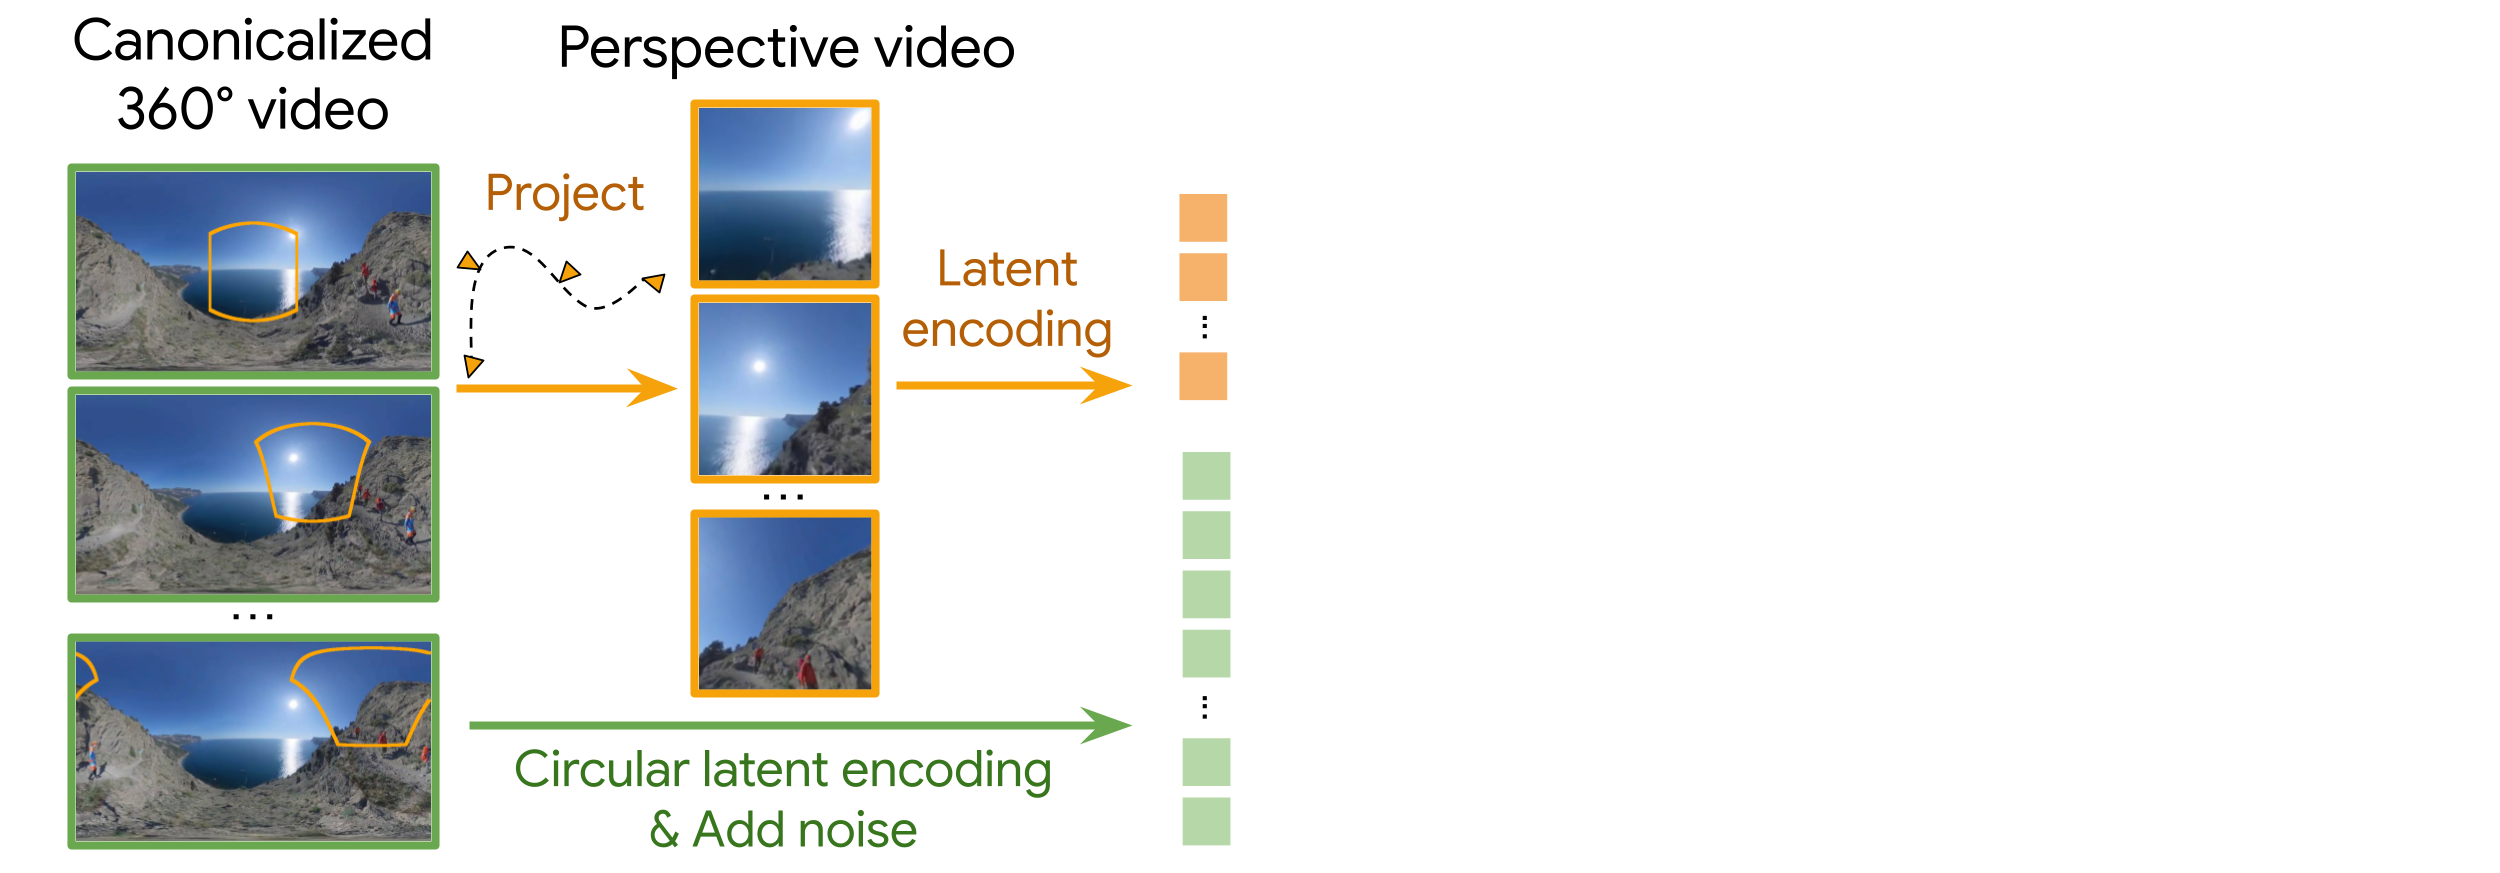 Canonicalized
360° video
Perspective video
Project
Latent
encoding
Circular latent encoding
& Add noise